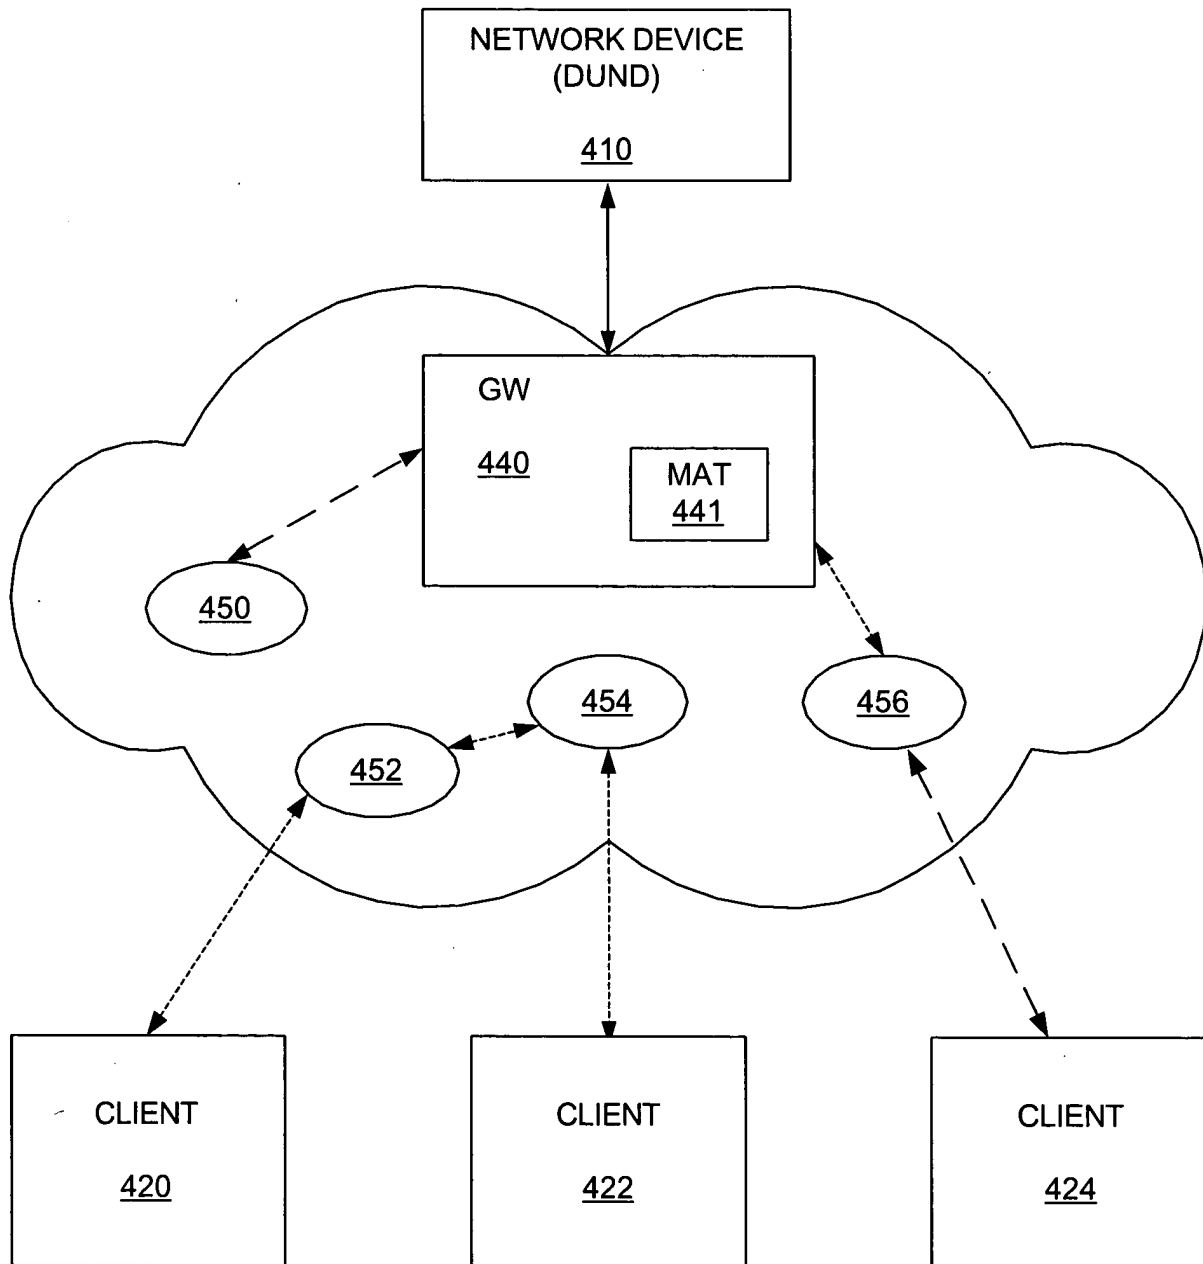 NETWORK DEVICE
(DUND)
410
GW
440
MAT
441
450
454
456
452
CLIENT
420
CLIENT
422
CLIENT
424